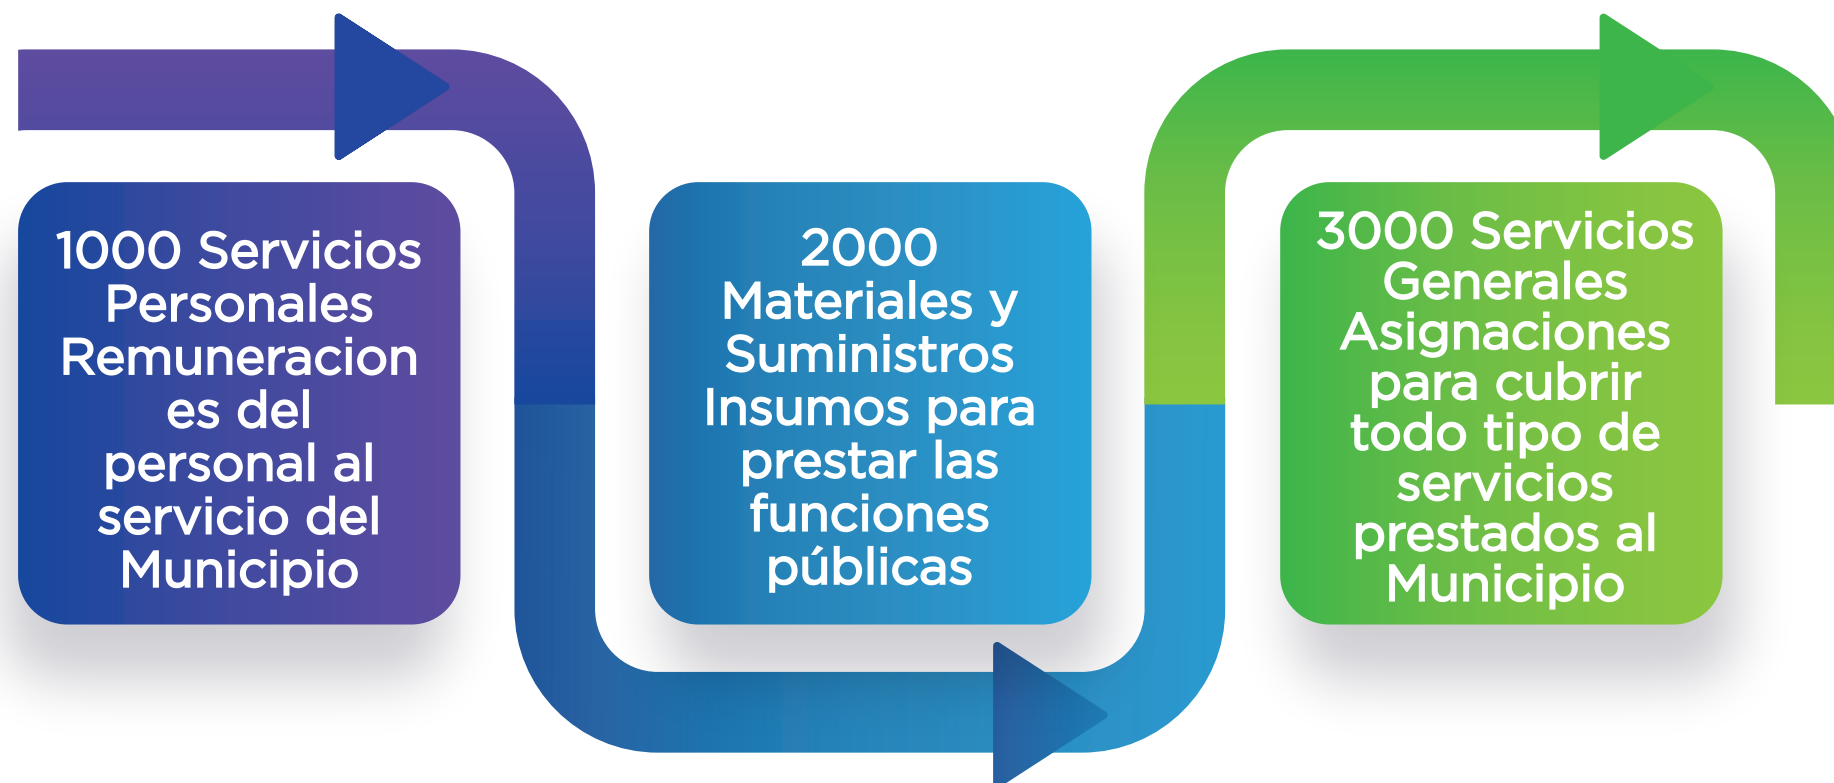 1000 Servicios
Personales
Remuneracion
es del
personal al
servicio del
Municipio
2000
Materiales y
Suministros
Insumos para
prestar las
funciones
públicas
3000 Servicios
Generales
Asignaciones
para cubrir
todo tipo de
servicios
prestados al
Municipio